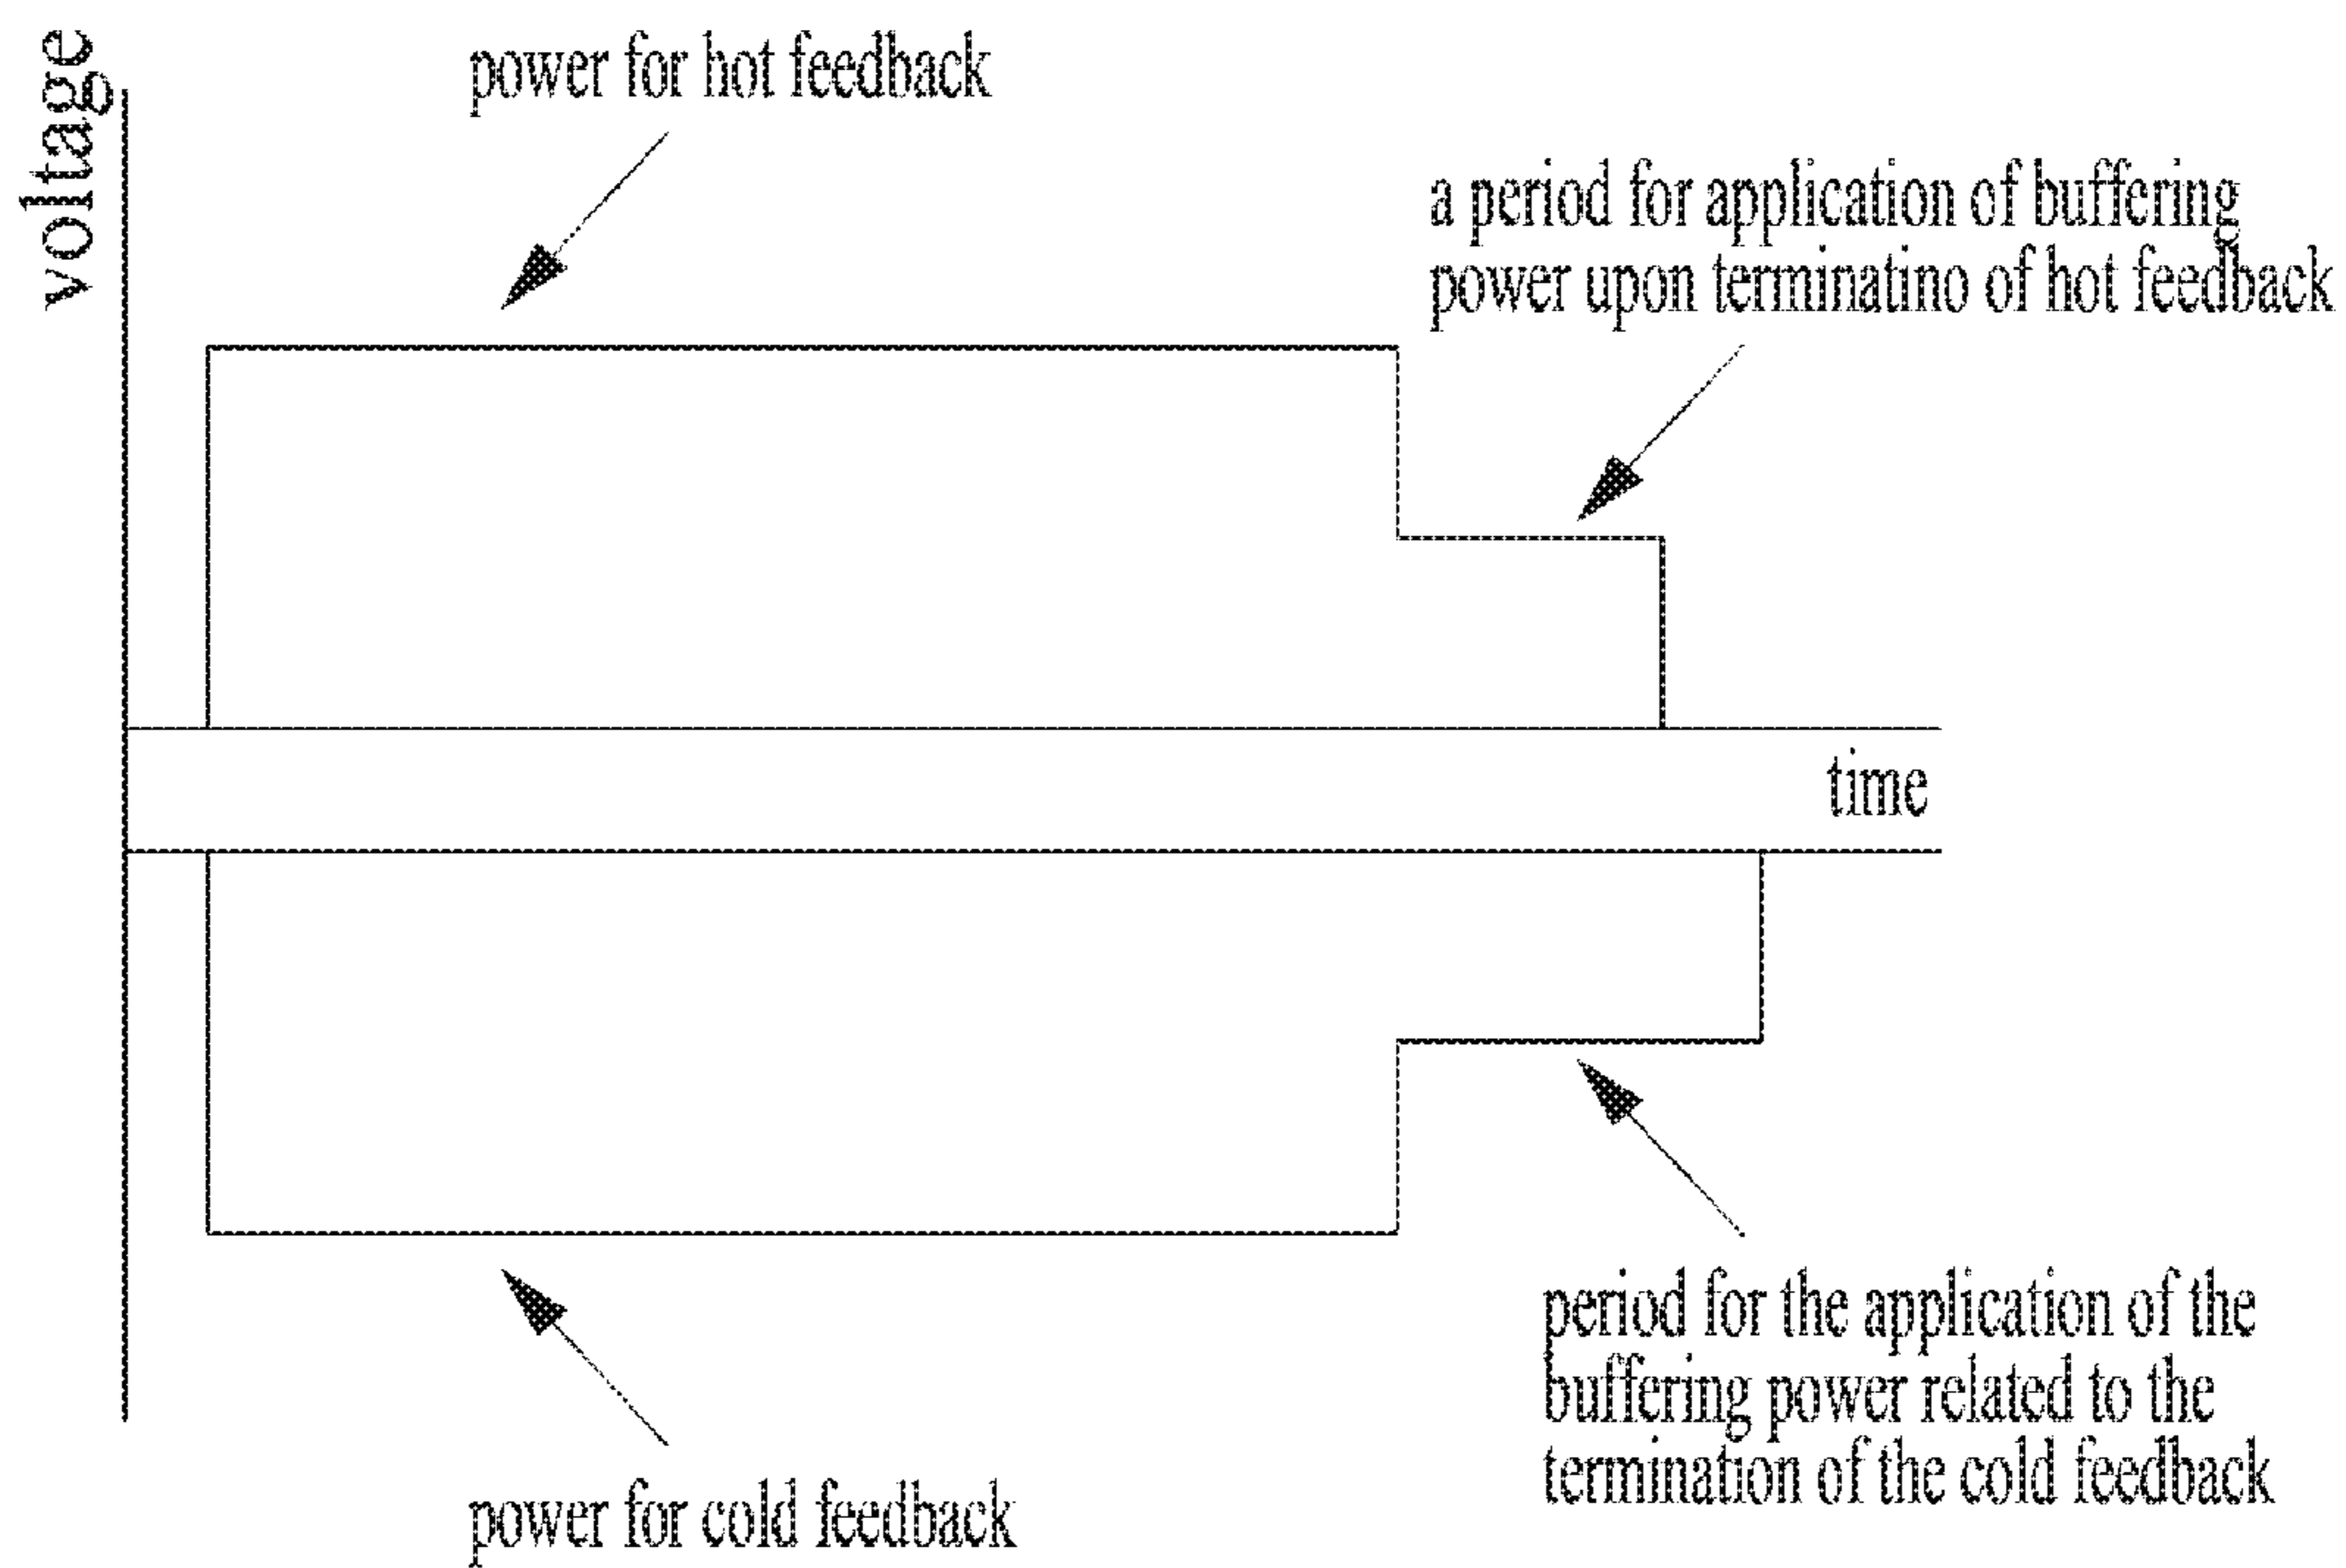 voltage
power for hot feedback
a period for application of buffering
power upon terminatino of hot feedback
time
period for the application of the
buffering power related to the
termination of the cold feedback
power for cold feedback